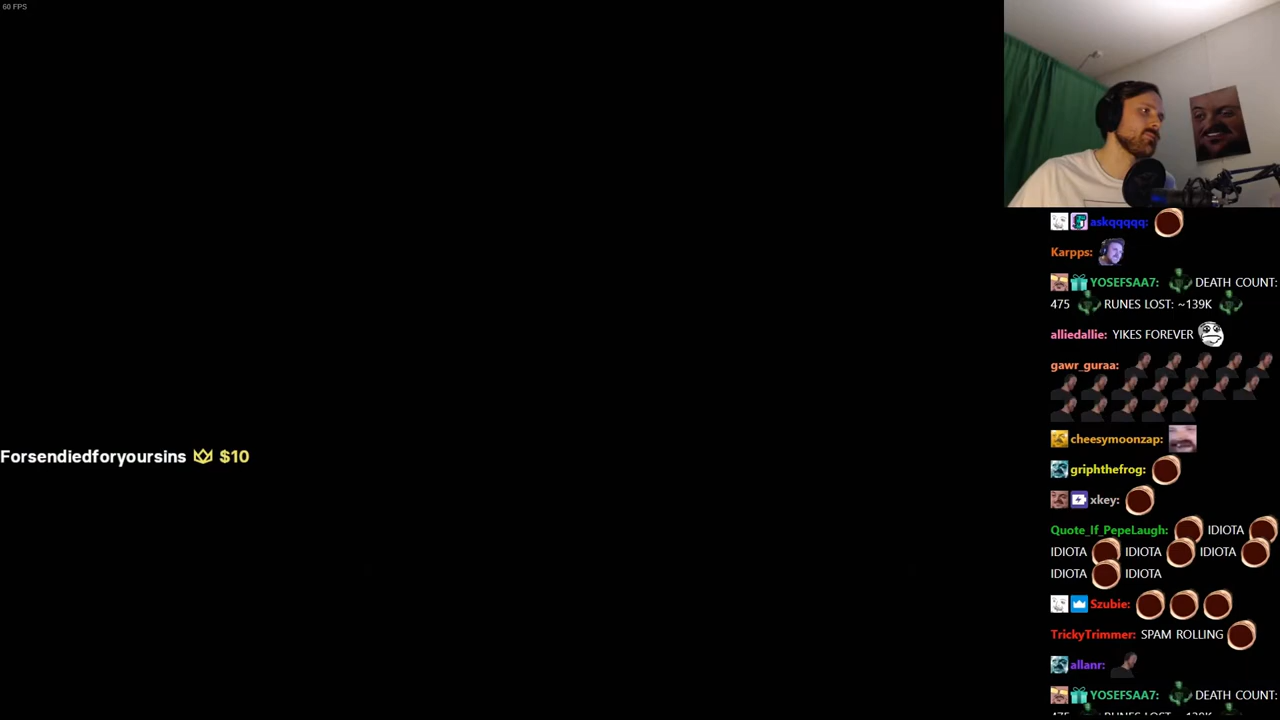 60 FPS
askqqqqq:
Karpps:
YOSEFSAA7: DEATH COUNT:
475 RUNES LOST: ~139K
alliedallie: YIKES FOREVER
gawr_guraa:
Forsendiedforyoursins $10
cheesymoonzap:
griphthefrog:
xkey:
Quote_If_PepeLaugh: IDIOTA
IDIOTA IDIOTA IDIOTA
IDIOTA IDIOTA
Szubie:
TrickyTrimmer: SPAM ROLLING
allanr:
YOSEFSAA7: DEATH COUNT: